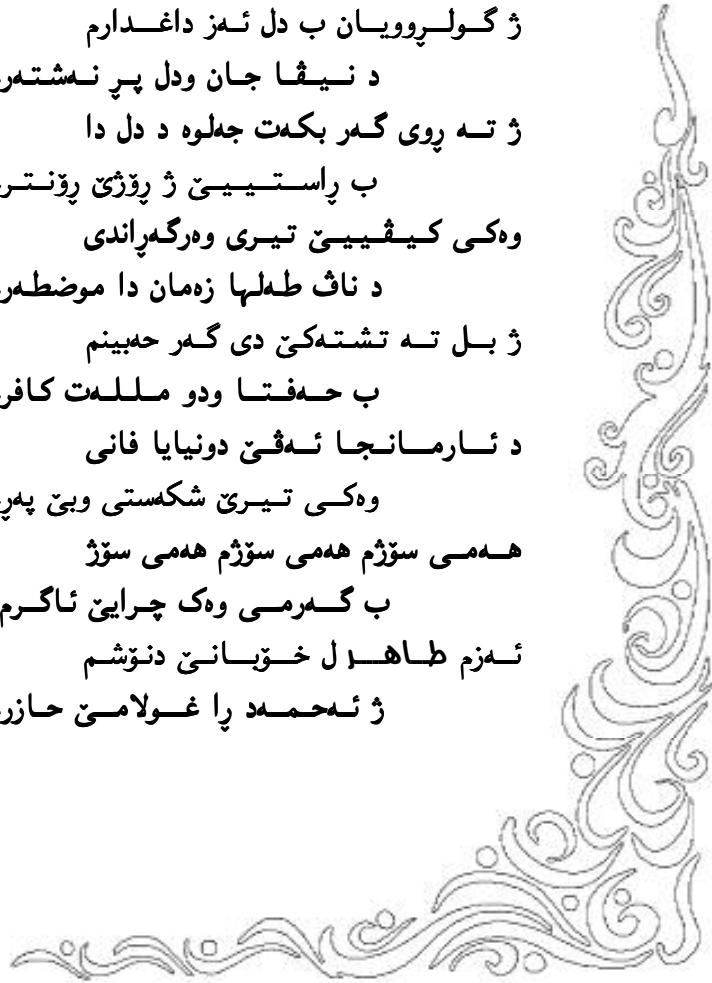 ژ گولڕوویان ب دل ئەز داغدارم
د نیڤا جان ودل پڕ نەشتەر
ژ تە ڕوی گەر بکەت جەلوە د دل دا
ب ڕاستییێ ژ ڕۆژێ ڕۆنتر
وەکی کیڤییێ تیری وەرگەڕاندی
د ناڤ طەلها زەمان دا موضطەر
ژ بل تە تشتەکێ دی گەر حەبینم
ب حەفتا ودو مللەت کافر
د ئارمانجا ئەڤێ دونیایا فانی
وەکی تیرێ شکەستی وبێ پەڕ
هەمی سۆژم هەمی سۆژم هەمی سۆژ
ب گەرمی وەک چرایێ ئاگرم
ئەزم طاهر ل خۆبانێ دنۆشم
ژ ئەحمەد ڕا غولامێ حازر